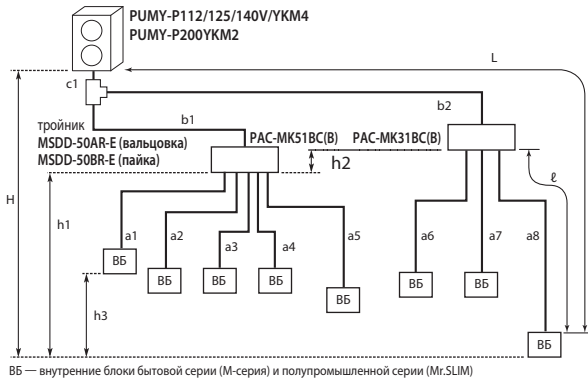 PUMY-P112/125/140V/YKM4
PUMY-P200YKM2
L
c1
b1
b2
тройник
MSDD-50AR-E (вальцовка)
MSDD-50BR-E (пайка)
PAC-MK51BC(B)
PAC-MK31BC(B)
h2
H
h1
ℓ
a1
a2
a3
a4
a5
a6
a7
a8
ВБ
ВБ
ВБ
ВБ
ВБ
ВБ
ВБ
ВБ
h3
ВБ — внутренние блоки бытовой серии (М-серия) и полупромышленной серии (Mr.SLIM)